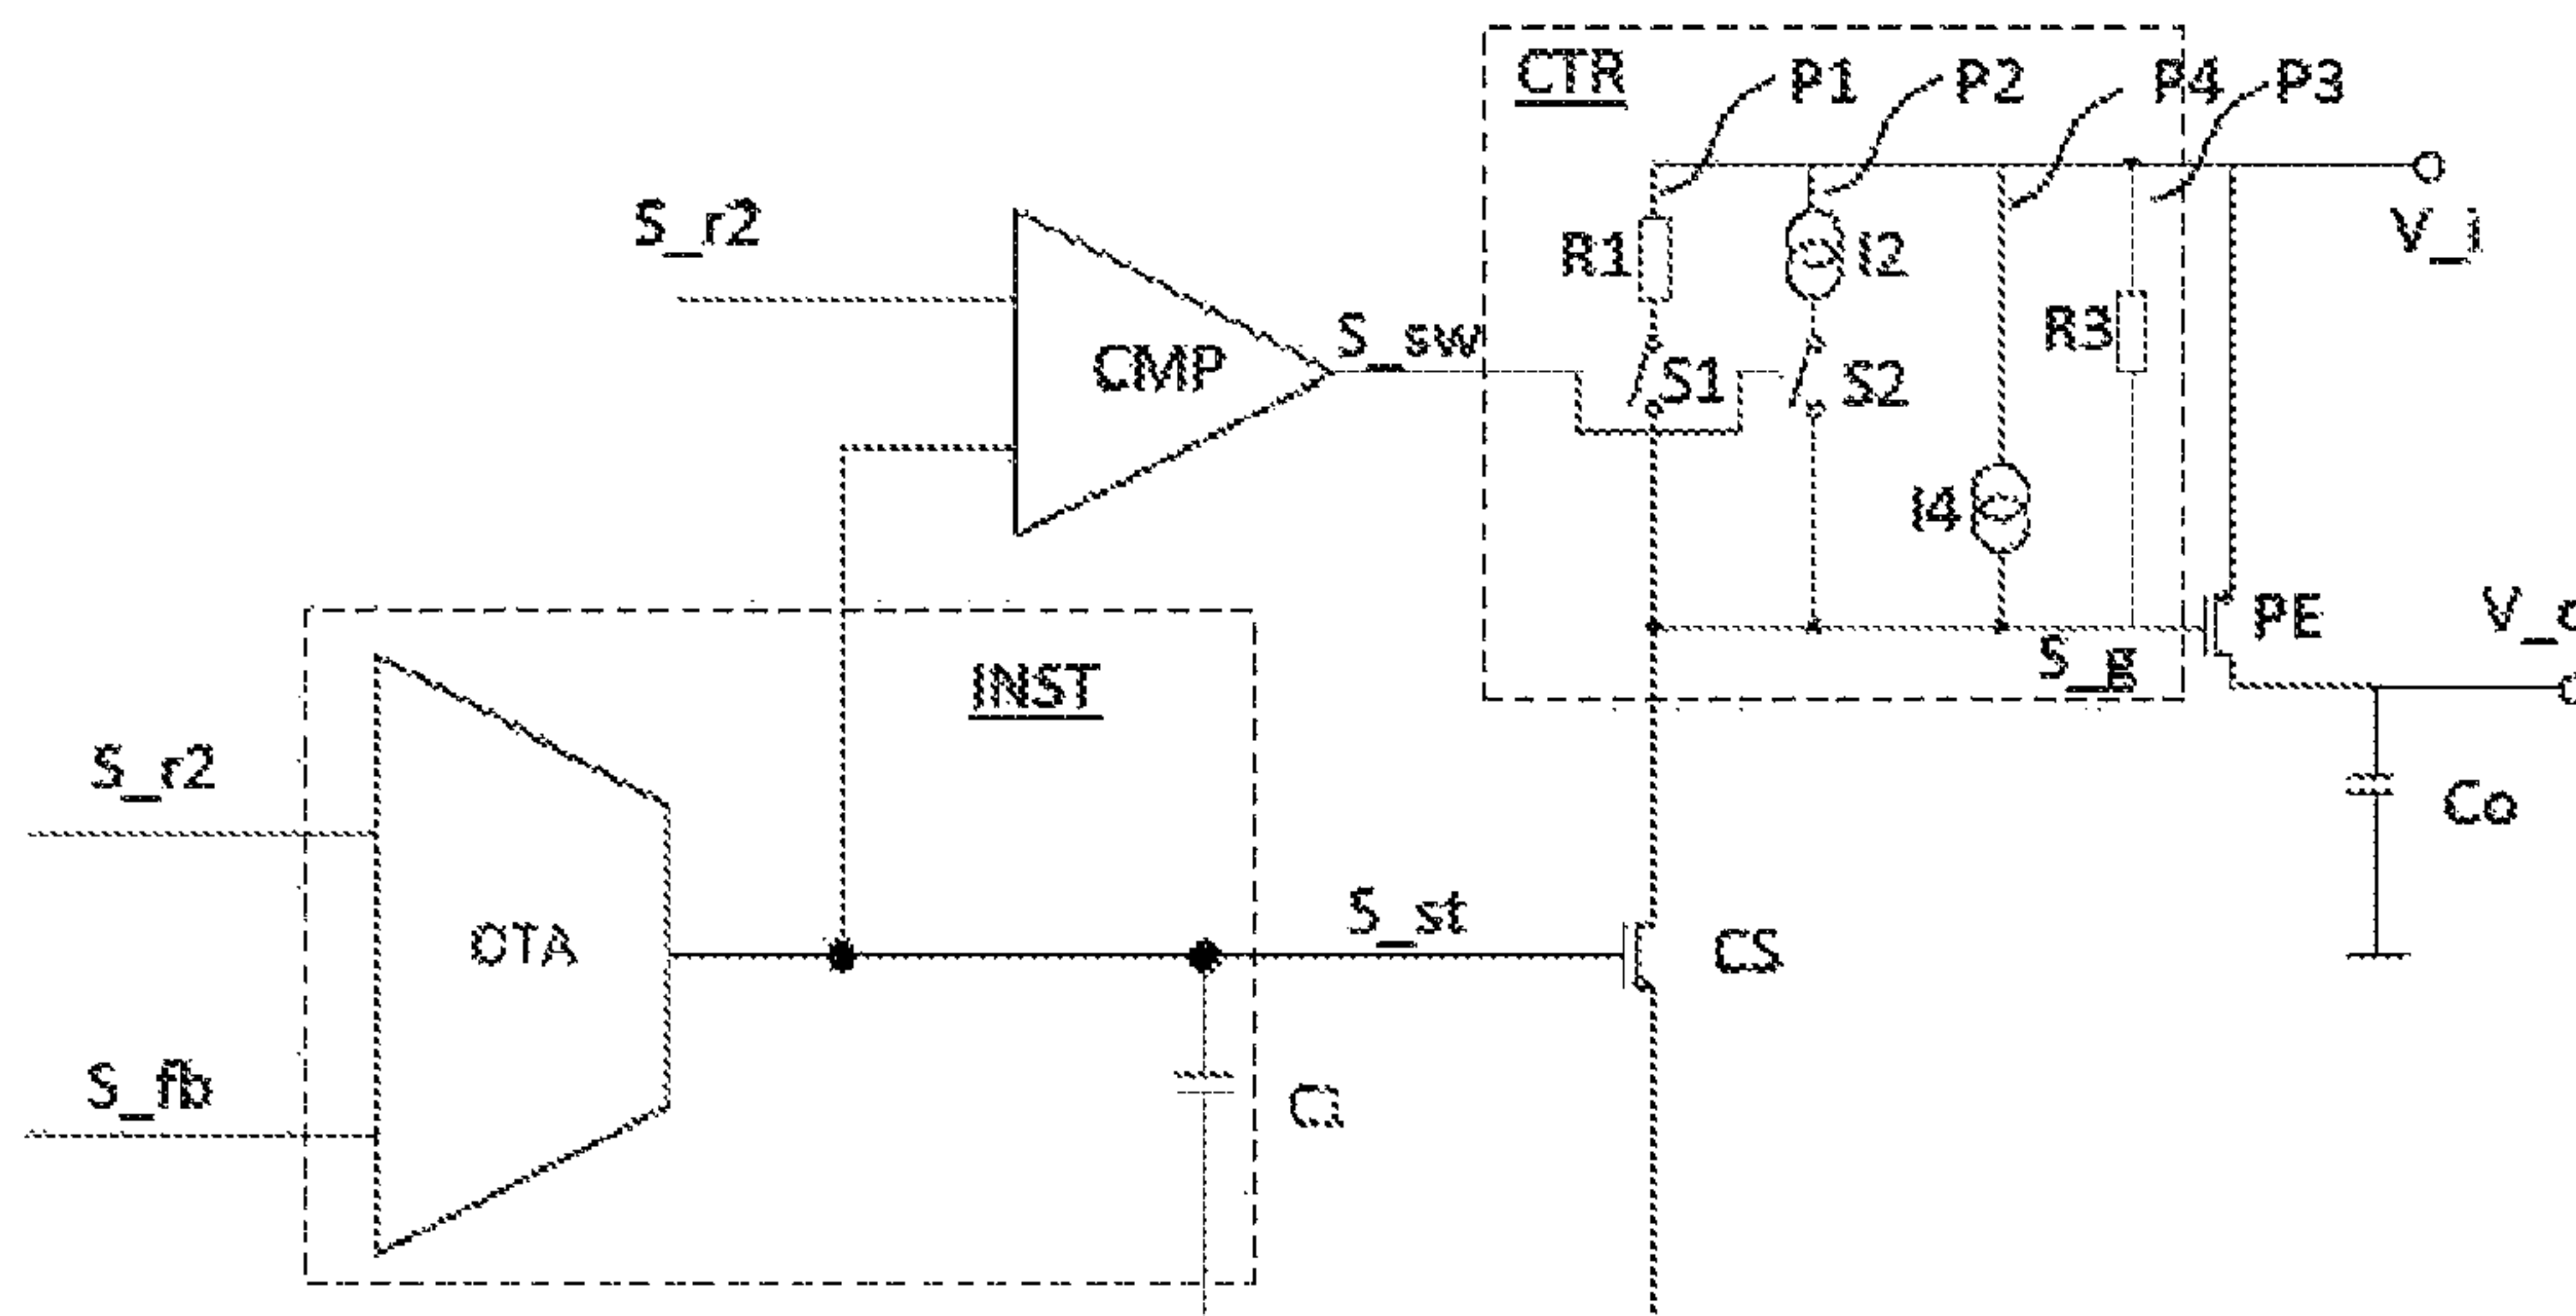 CTR
P1
P2
P4
P3
S_r2
V_i
R1
I2
R3
S_sw
CMP
S1
S2
I4
PE
S_g
INST
S_r2
Co
S_st
OTA
CS
S_fb